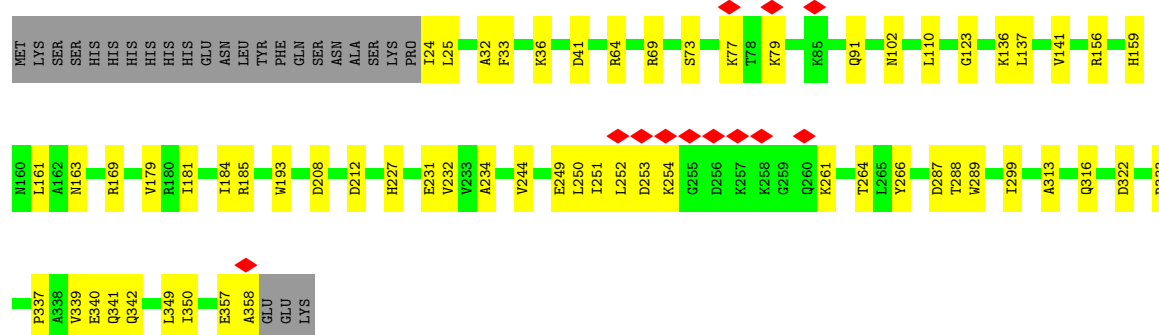 MET LYS SER SER HIS HIS HIS HIS HIS HIS GLU ASN LEU TYR PHE GLN SER ASN ALA SER LYS PRO I24 L25 A32 F33 K36 D41 R64 R69 S73 K77 T78 K79 K85 Q91 N102 L110 G123 K136 L137 V141 R156 H159
N160 L161 A162 N163 R169 V179 R180 I181 I184 R185 W193 D208 D212 H227 E231 V232 V233 A234 V244 E249 L250 I251 L252 D253 K254 G255 D256 K257 K258 G259 Q260 K261 T264 L265 Y266 D287 T288 W289 I299 A313 Q316 D322
P337 A338 V339 E340 Q341 Q342 L349 I350 E357 A358 GLU GLU LYS